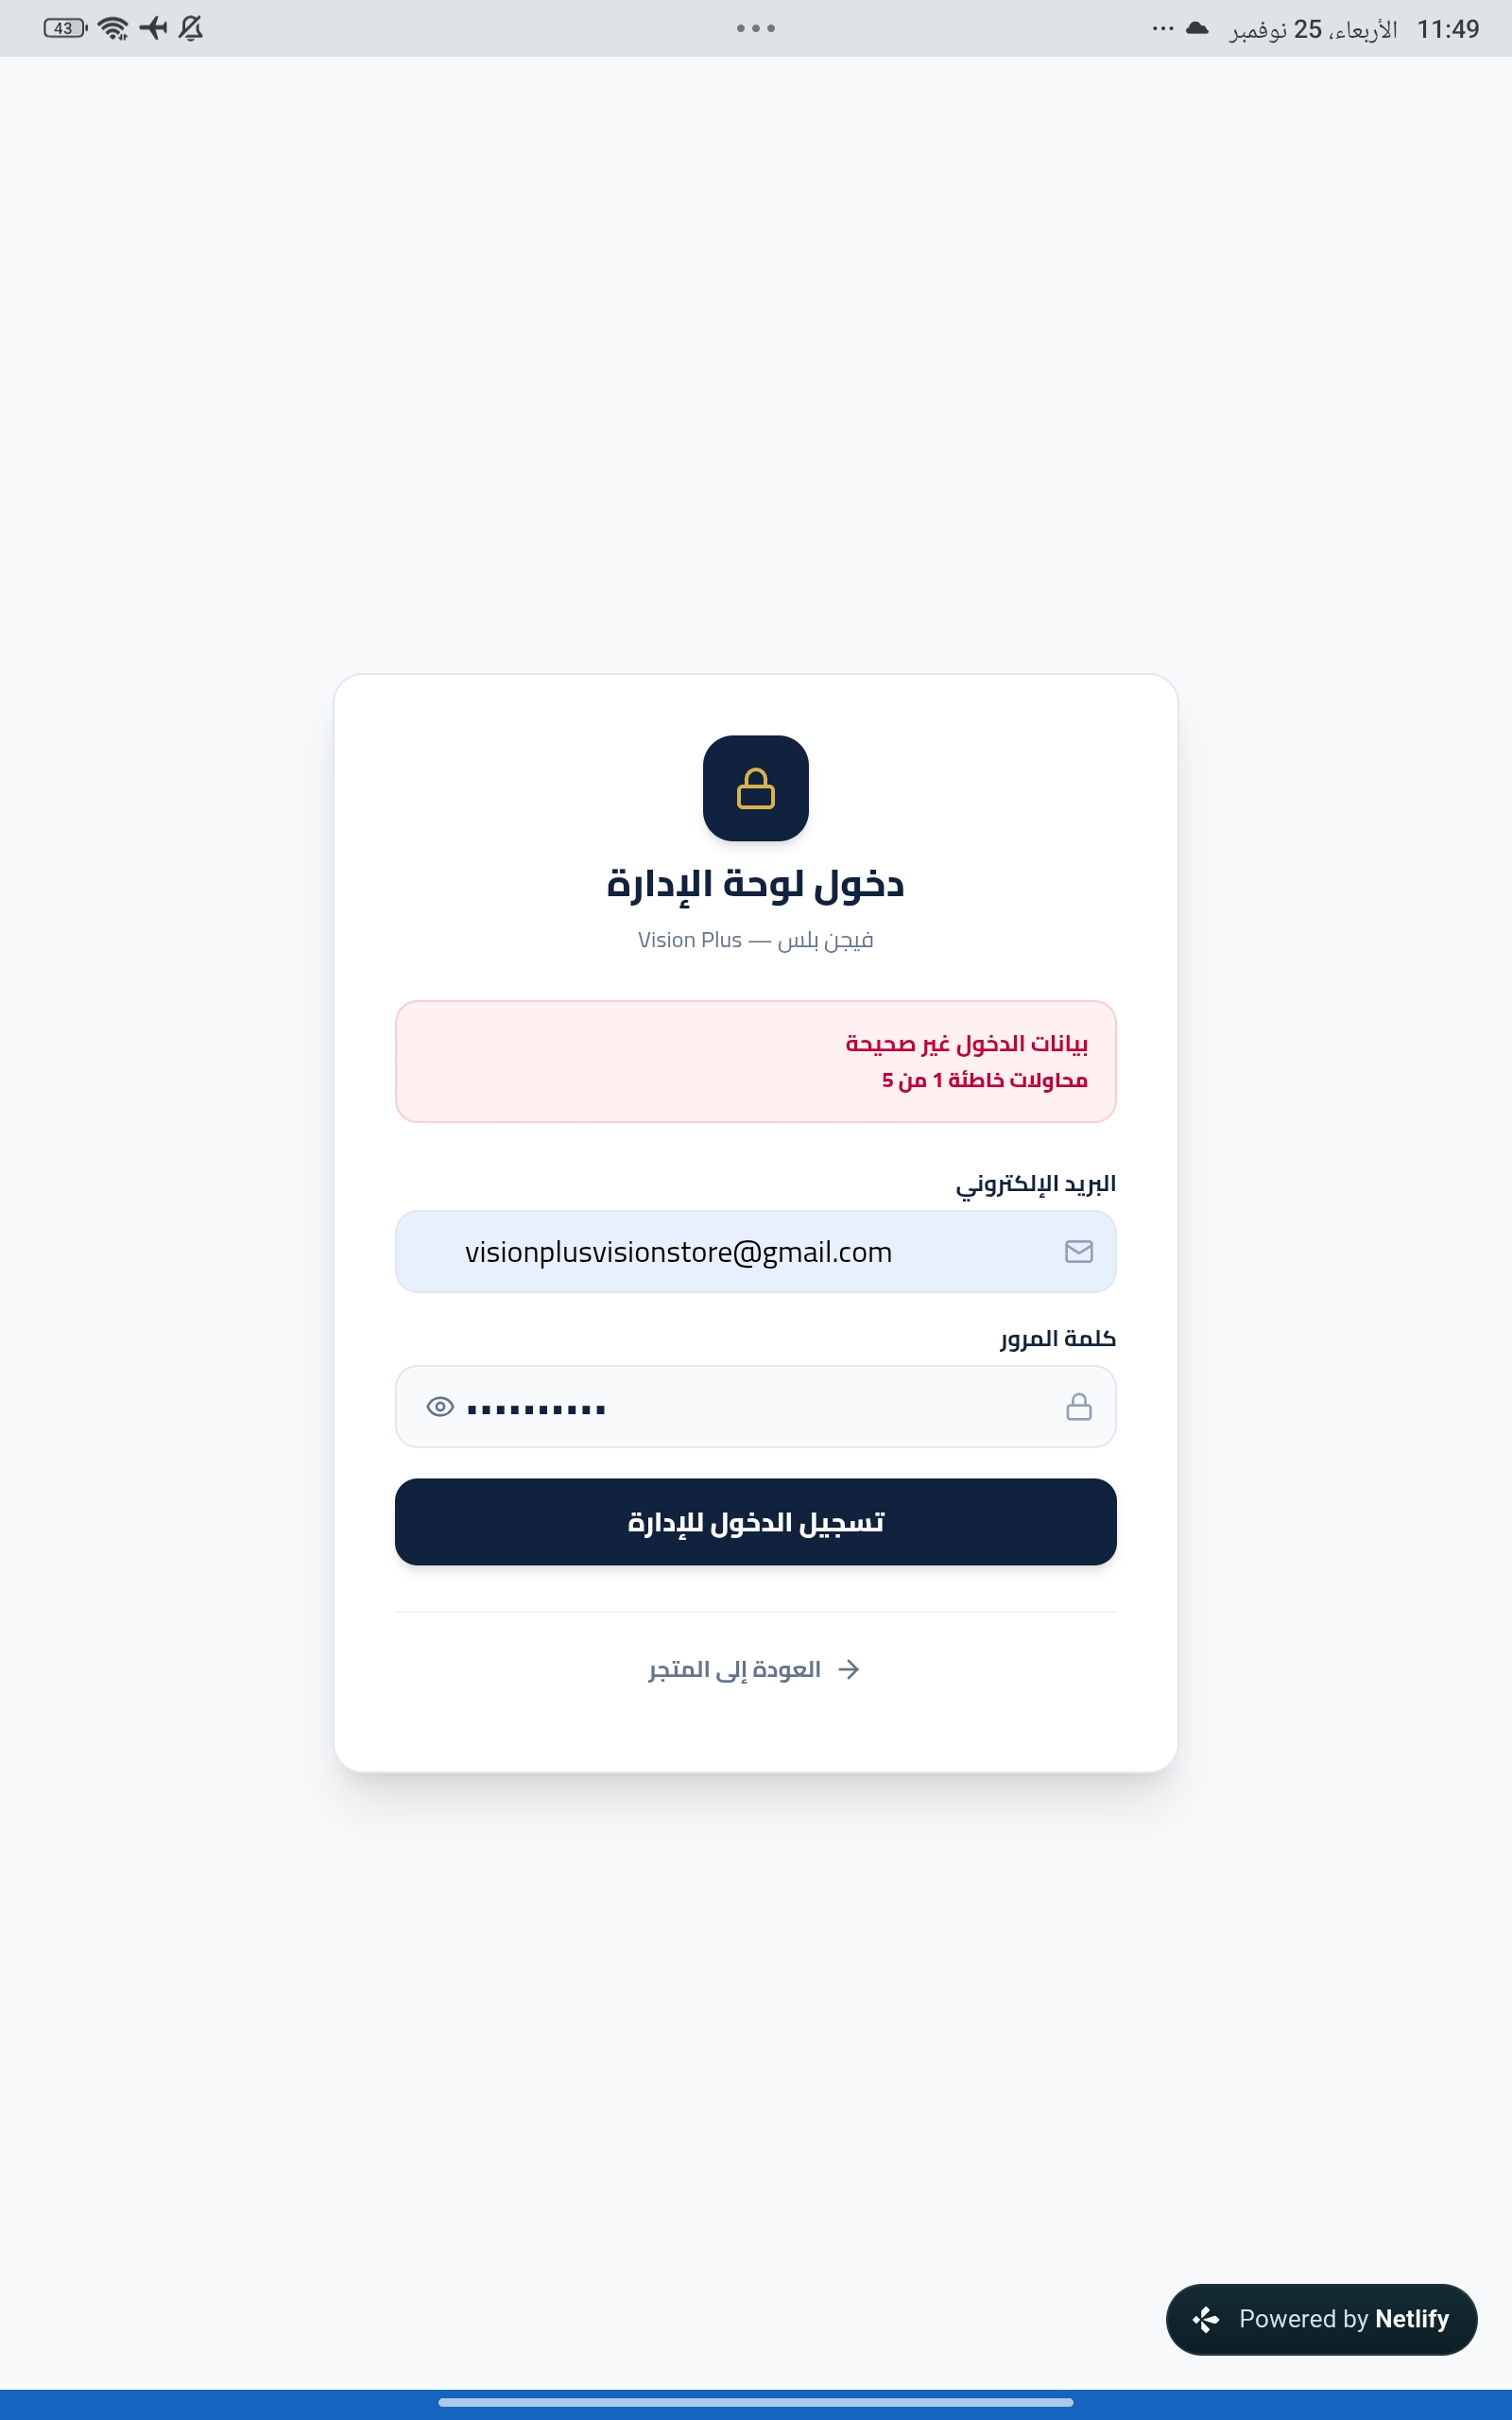 11:49 الأربعاء، 25 نوفمبر
43
دخول لوحة الإدارة
فيجن بلس — Vision Plus
بيانات الدخول غير صحيحة
محاولات خاطئة 1 من 5
البريد الإلكتروني
visionplusvisionstore@gmail.com
كلمة المرور
تسجيل الدخول للإدارة
العودة إلى المتجر
Powered by Netlify